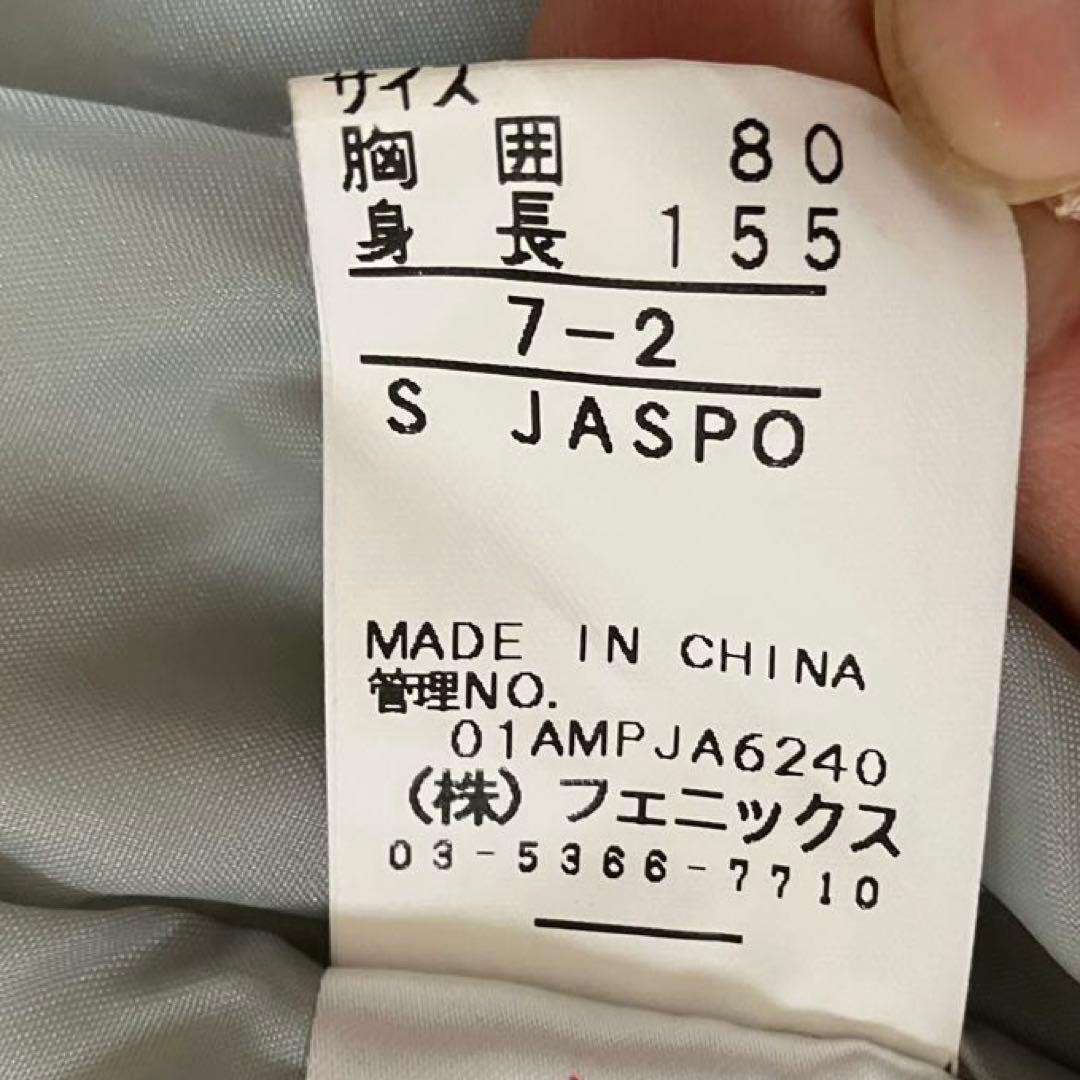 サイズ
胸囲 80
身長 155
7-2
S JASPO
MADE IN CHINA
管理NO.
01AMPJA6240
(株)フェニックス
03-5366-7710